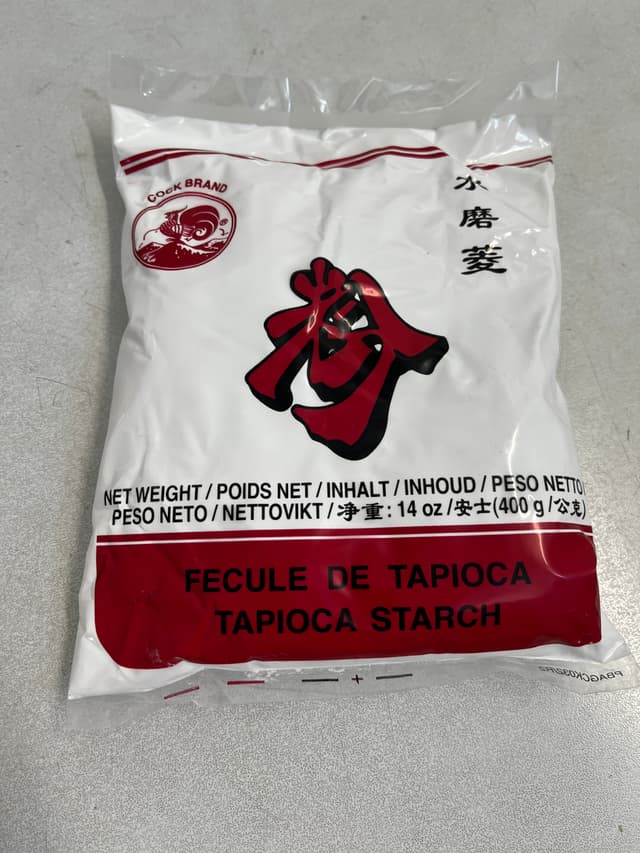 COCK BRAND
水
磨
菱
粉
NET WEIGHT / POIDS NET / INHALT / INHOUD / PESO NETTO /
PESO NETO / NETTOVIKT / 净重: 14 oz /安士(400 g /公克)
FECULE DE TAPIOCA
TAPIOCA STARCH